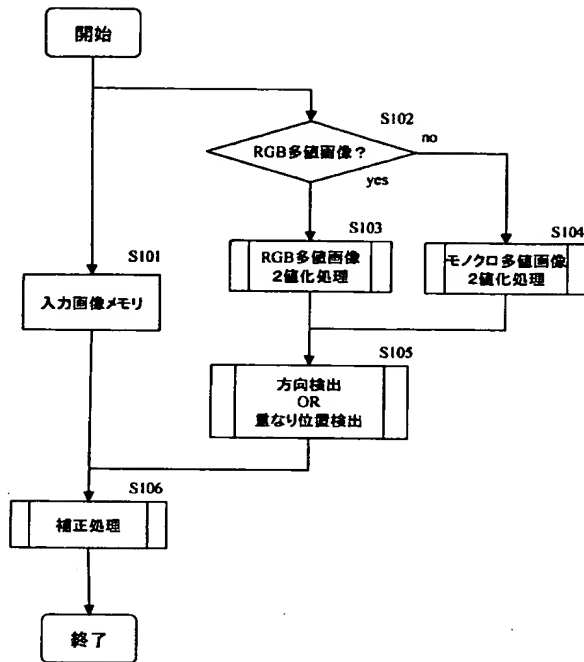 開始
S102
RGB多値画像？
no
yes
S103
RGB多値画像
2値化処理
S104
モノクロ多値画像
2値化処理
S101
入力画像メモリ
S105
方向検出
OR
重なり位置検出
S106
補正処理
終了